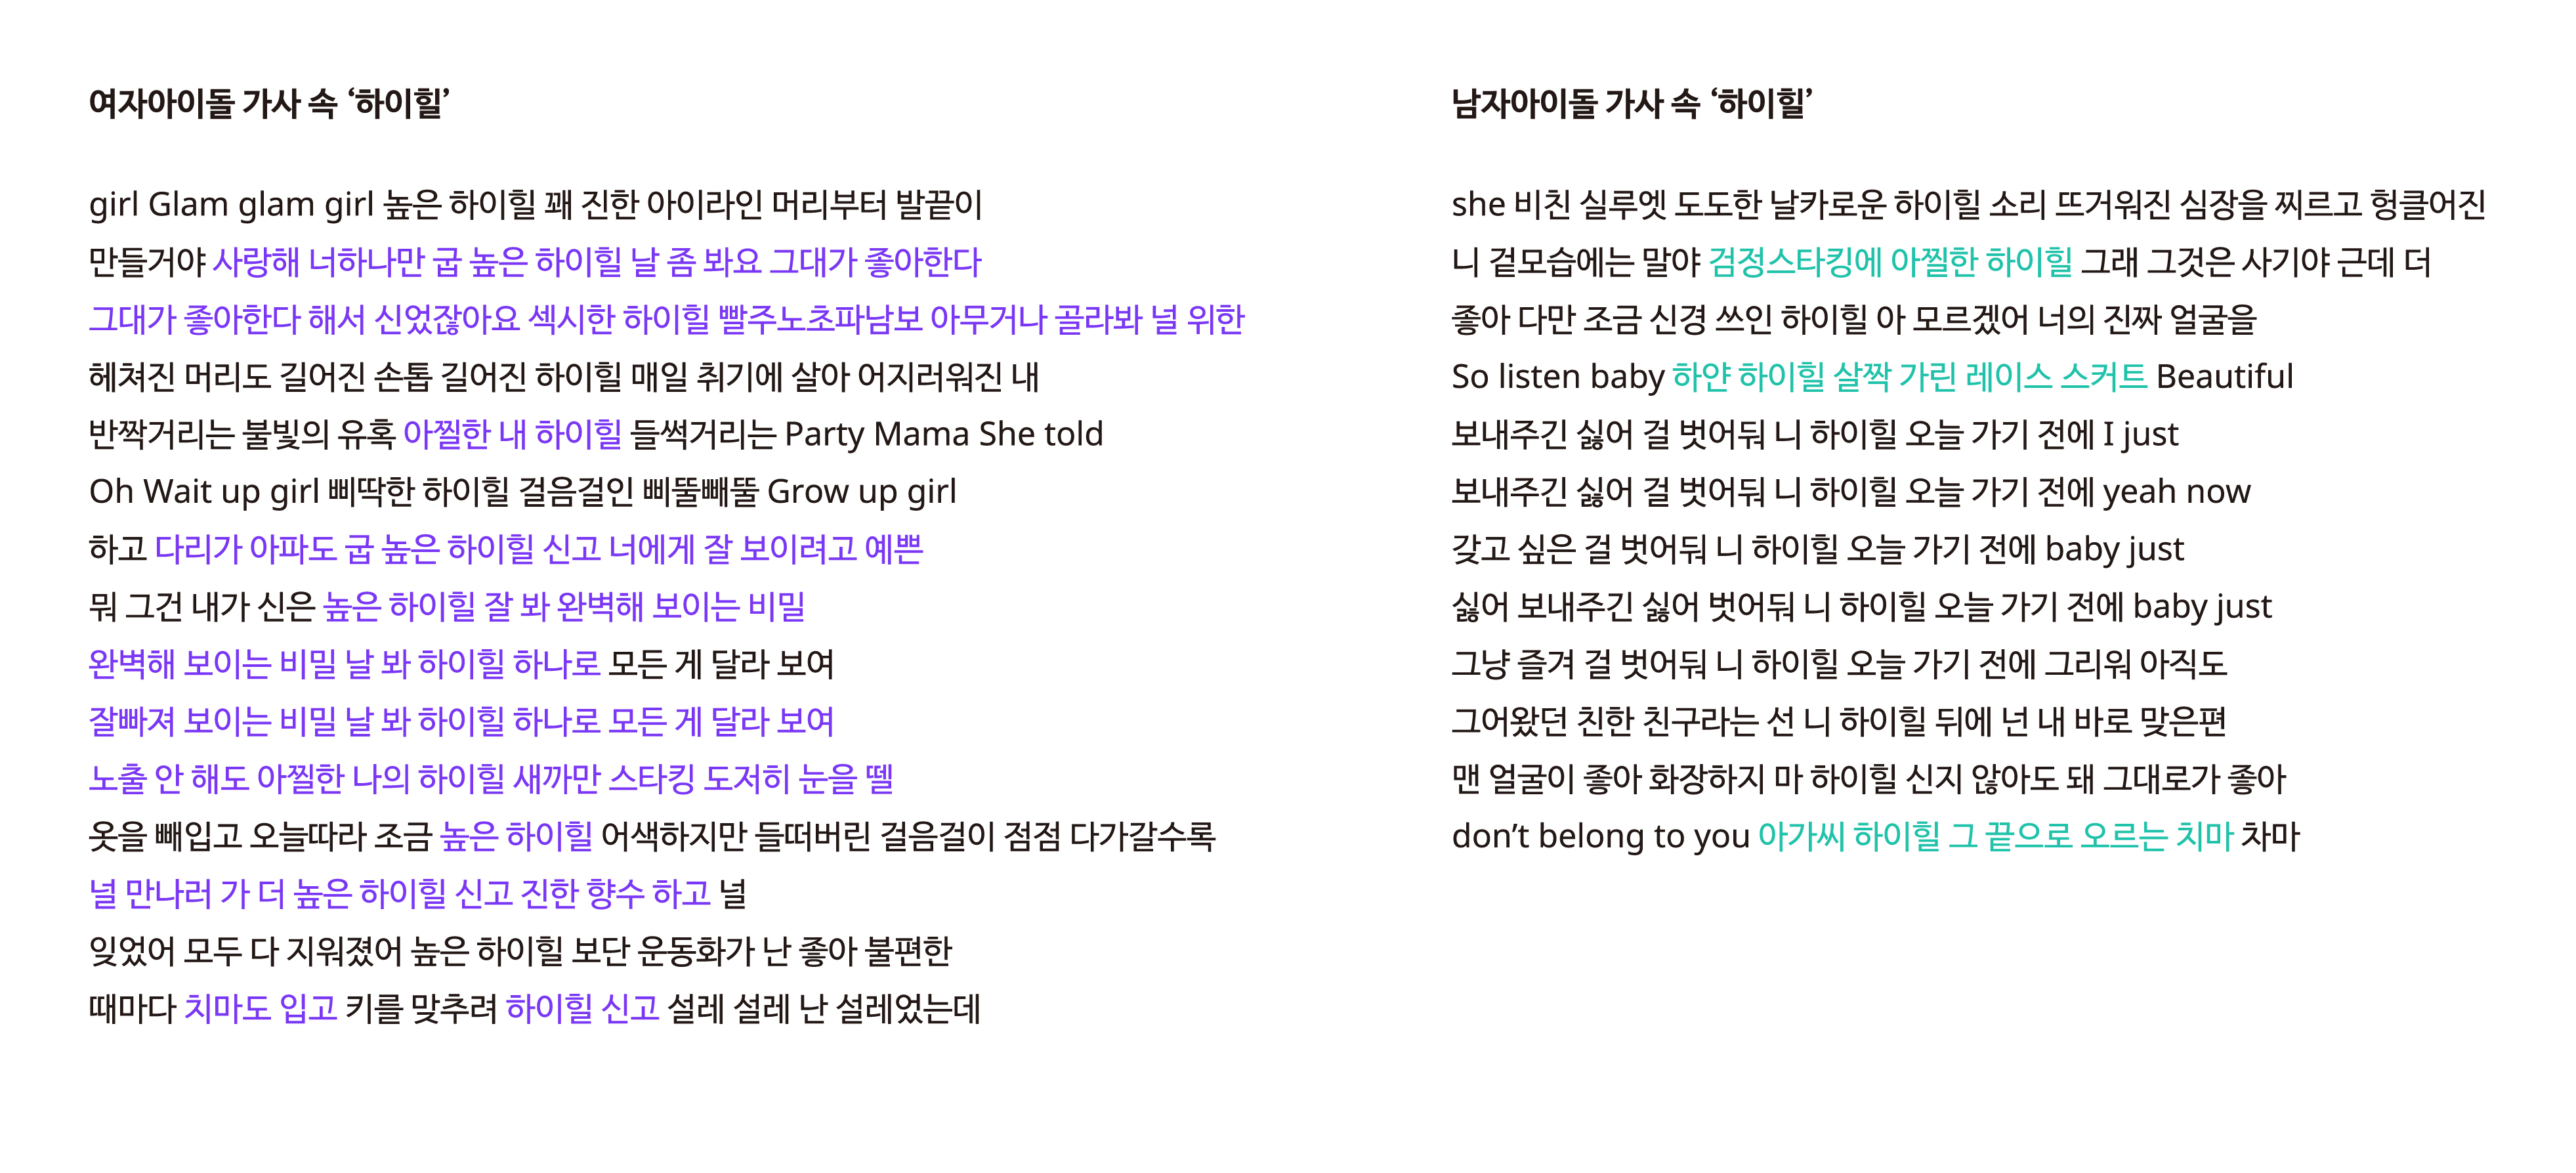 여자아이돌 가사 속 ‘하이힐’
girl Glam glam girl 높은 하이힐 꽤 진한 아이라인 머리부터 발끝이
만들거야 사랑해 너하나만 굽 높은 하이힐 날 좀 봐요 그대가 좋아한다
그대가 좋아한다 해서 신었잖아요 섹시한 하이힐 빨주노초파남보 아무거나 골라봐 널 위한
헤쳐진 머리도 길어진 손톱 길어진 하이힐 매일 취기에 살아 어지러워진 내
반짝거리는 불빛의 유혹 아찔한 내 하이힐 들썩거리는 Party Mama She told
Oh Wait up girl 삐딱한 하이힐 걸음걸인 삐뚤빼뚤 Grow up girl
하고 다리가 아파도 굽 높은 하이힐 신고 너에게 잘 보이려고 예쁜
뭐 그건 내가 신은 높은 하이힐 잘 봐 완벽해 보이는 비밀
완벽해 보이는 비밀 날 봐 하이힐 하나로 모든 게 달라 보여
잘빠져 보이는 비밀 날 봐 하이힐 하나로 모든 게 달라 보여
노출 안 해도 아찔한 나의 하이힐 새까만 스타킹 도저히 눈을 뗄
옷을 빼입고 오늘따라 조금 높은 하이힐 어색하지만 들떠버린 걸음걸이 점점 다가갈수록
널 만나러 가 더 높은 하이힐 신고 진한 향수 하고 널
잊었어 모두 다 지워졌어 높은 하이힐 보단 운동화가 난 좋아 불편한
때마다 치마도 입고 키를 맞추려 하이힐 신고 설레 설레 난 설레었는데
남자아이돌 가사 속 ‘하이힐’
she 비친 실루엣 도도한 날카로운 하이힐 소리 뜨거워진 심장을 찌르고 헝클어진
니 겉모습에는 말야 검정스타킹에 아찔한 하이힐 그래 그것은 사기야 근데 더
좋아 다만 조금 신경 쓰인 하이힐 아 모르겠어 너의 진짜 얼굴을
So listen baby 하얀 하이힐 살짝 가린 레이스 스커트 Beautiful
보내주긴 싫어 걸 벗어둬 니 하이힐 오늘 가기 전에 I just
보내주긴 싫어 걸 벗어둬 니 하이힐 오늘 가기 전에 yeah now
갖고 싶은 걸 벗어둬 니 하이힐 오늘 가기 전에 baby just
싫어 보내주긴 싫어 벗어둬 니 하이힐 오늘 가기 전에 baby just
그냥 즐겨 걸 벗어둬 니 하이힐 오늘 가기 전에 그리워 아직도
그어왔던 친한 친구라는 선 니 하이힐 뒤에 넌 내 바로 맞은편
맨 얼굴이 좋아 화장하지 마 하이힐 신지 않아도 돼 그대로가 좋아
don’t belong to you 아가씨 하이힐 그 끝으로 오르는 치마 차마